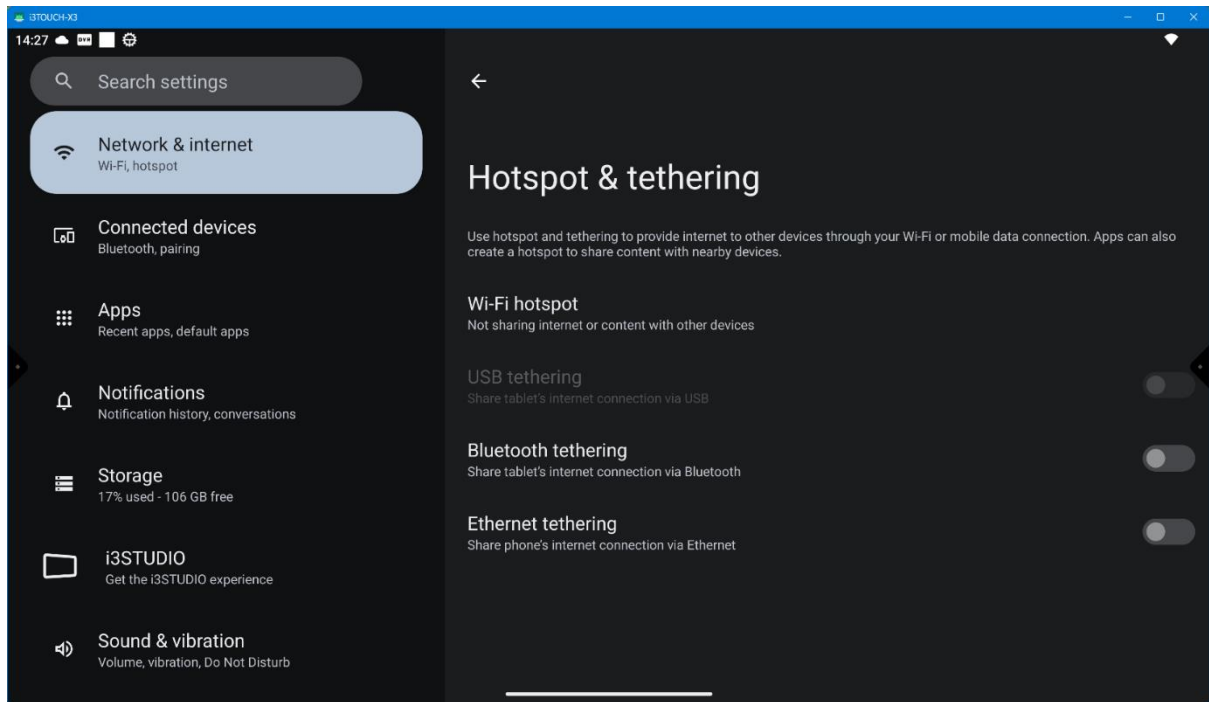 i3TOUCH-X3
14:27
DVR
Search settings
Network & internet
Wi-Fi, hotspot
Connected devices
Bluetooth, pairing
Apps
Recent apps, default apps
Notifications
Notification history, conversations
Storage
17% used - 106 GB free
i3STUDIO
Get the i3STUDIO experience
Sound & vibration
Volume, vibration, Do Not Disturb
Hotspot & tethering
Use hotspot and tethering to provide internet to other devices through your Wi-Fi or mobile data connection. Apps can also
create a hotspot to share content with nearby devices.
Wi-Fi hotspot
Not sharing internet or content with other devices
USB tethering
Share tablet's internet connection via USB
Bluetooth tethering
Share tablet's internet connection via Bluetooth
Ethernet tethering
Share phone's internet connection via Ethernet